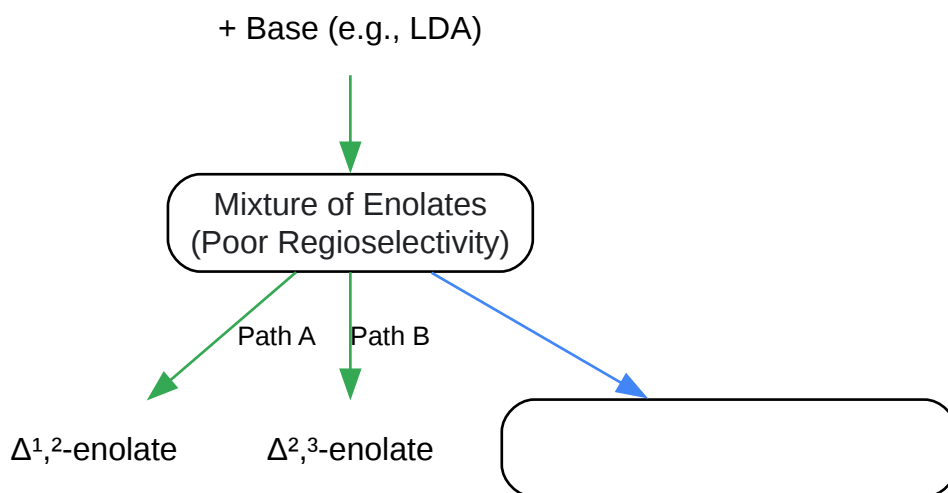 + Base (e.g., LDA)
Mixture of Enolates
(Poor Regioselectivity)
Path A
Path B
Δ¹,²-enolate
Δ²,³-enolate